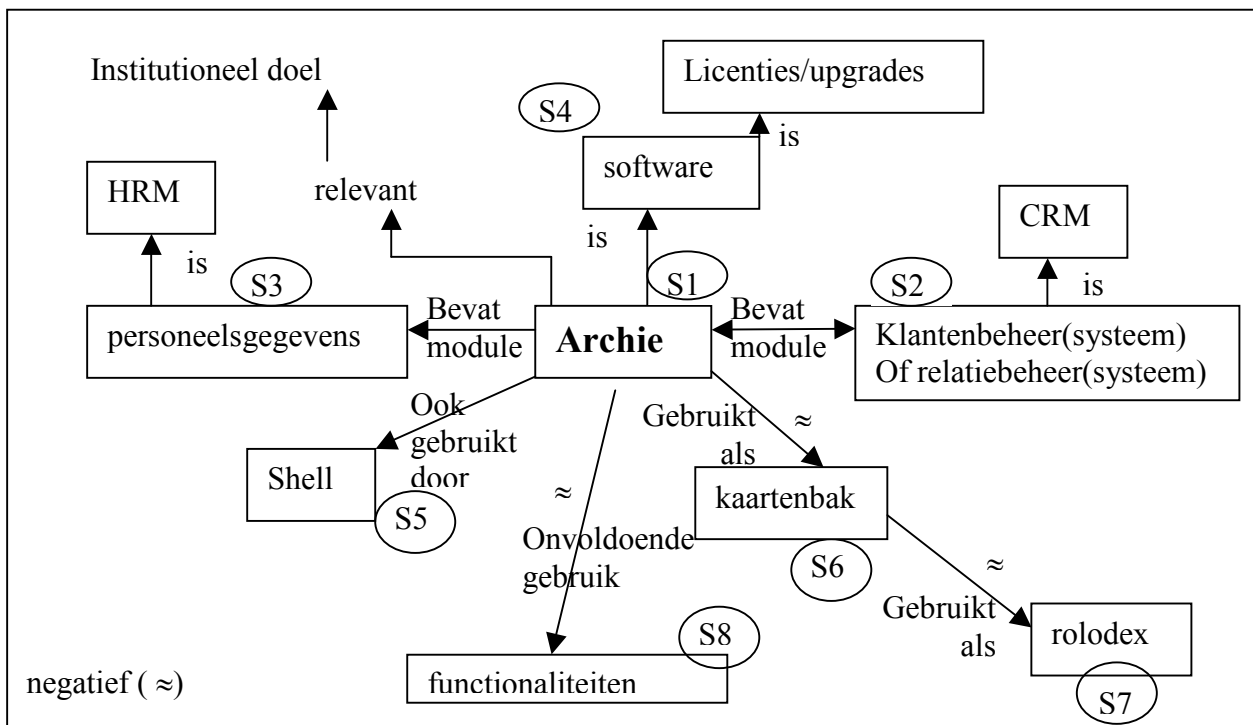 Institutioneel doel
Licenties/upgrades
S4
is
software
HRM
relevant
CRM
is
is
is
S3
S1
S2
personeelsgegevens
Bevat
module
Archie
Bevat
module
Klantenbeheer(systeem)
Of relatiebeheer(systeem)
Ook
gebruikt
door
Gebruikt
als
≈
Shell
S5
≈
kaartenbak
Onvoldoende
gebruik
S6
≈
Gebruikt
als
rolodex
S7
S8
functionaliteiten
negatief ( ≈)